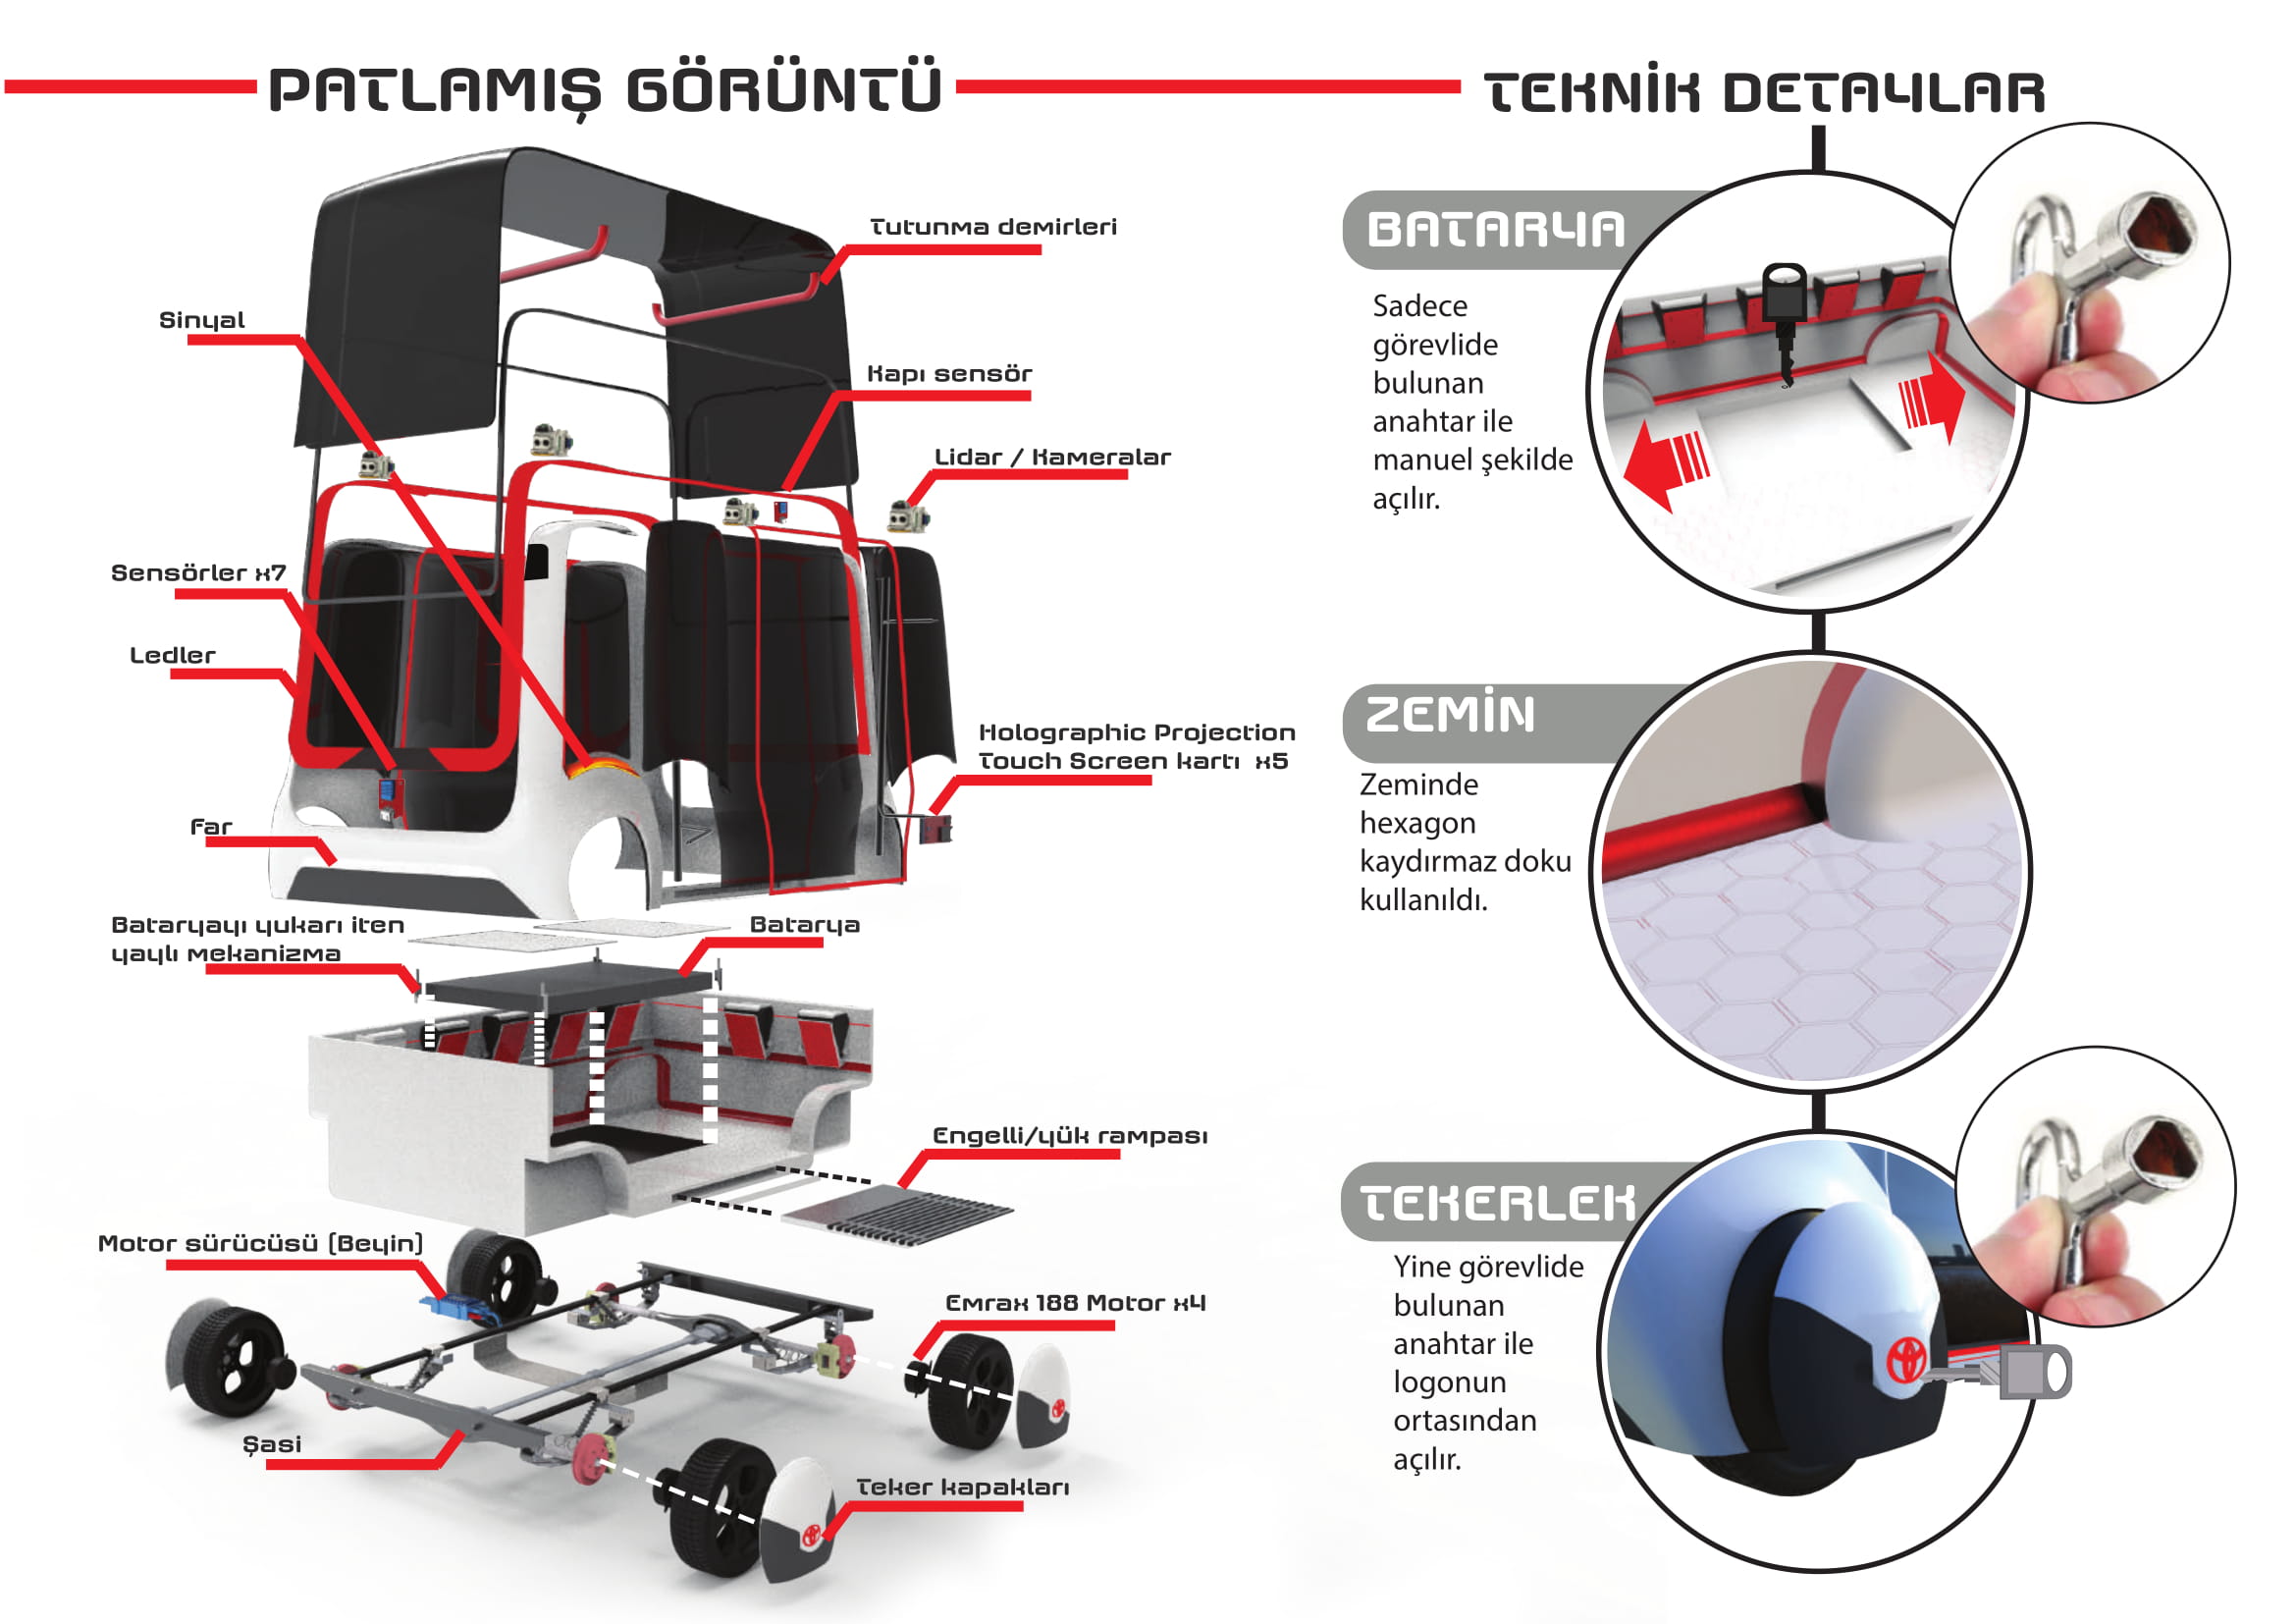 PATLAMIŞ GÖRÜNTÜ
Tutunma demirleri
Sinyal
Kapı sensör
Lidar / Kameralar
Sensörler x7
Ledler
Holographic Projection
Touch Screen kartı x5
Far
Bataryayı yukarı iten
yaylı mekanizma
Batarya
Engelli/yük rampası
Motor sürücüsü (Beyin)
Emrax 188 Motor x4
Şasi
Teker kapakları
TEKNİK DETAYLAR
BATARYA
Sadece
görevlide
bulunan
anahtar ile
manuel şekilde
açılır.
ZEMİN
Zeminde
hexagon
kaydırmaz doku
kullanıldı.
TEKERLEK
Yine görevlide
bulunan
anahtar ile
logonun
ortasından
açılır.